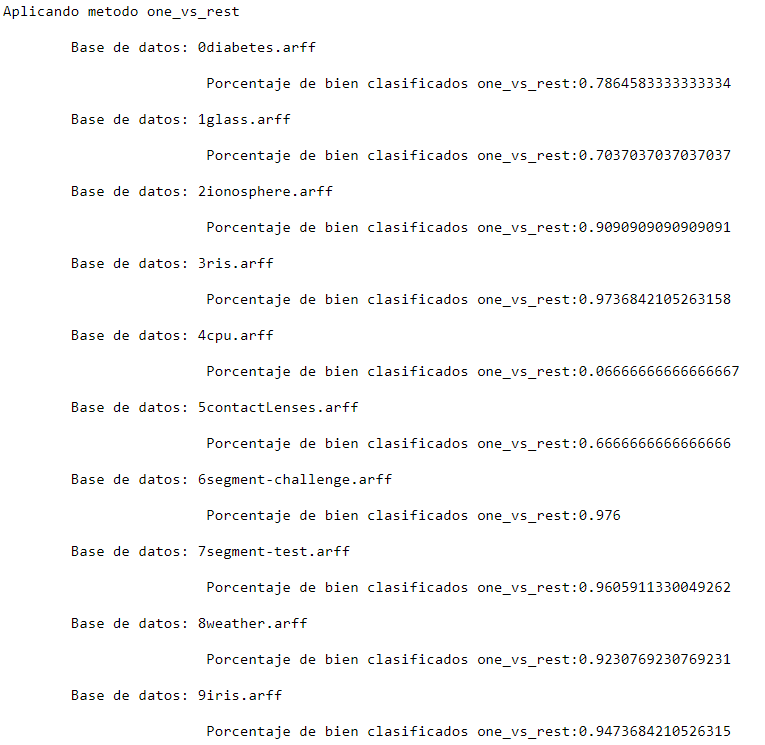 Aplicando metodo one_vs_rest
Base de datos: 0diabetes.arff
Porcentaje de bien clasificados one_vs_rest:0.7864583333333334
Base de datos: 1glass.arff
Porcentaje de bien clasificados one_vs_rest:0.7037037037037037
Base de datos: 2ionosphere.arff
Porcentaje de bien clasificados one_vs_rest:0.9090909090909091
Base de datos: 3ris.arff
Porcentaje de bien clasificados one_vs_rest:0.9736842105263158
Base de datos: 4cpu.arff
Porcentaje de bien clasificados one_vs_rest:0.06666666666666667
Base de datos: 5contactLenses.arff
Porcentaje de bien clasificados one_vs_rest:0.6666666666666666
Base de datos: 6segment-challenge.arff
Porcentaje de bien clasificados one_vs_rest:0.976
Base de datos: 7segment-test.arff
Porcentaje de bien clasificados one_vs_rest:0.9605911330049262
Base de datos: 8weather.arff
Porcentaje de bien clasificados one_vs_rest:0.9230769230769231
Base de datos: 9iris.arff
Porcentaje de bien clasificados one_vs_rest:0.9473684210526315